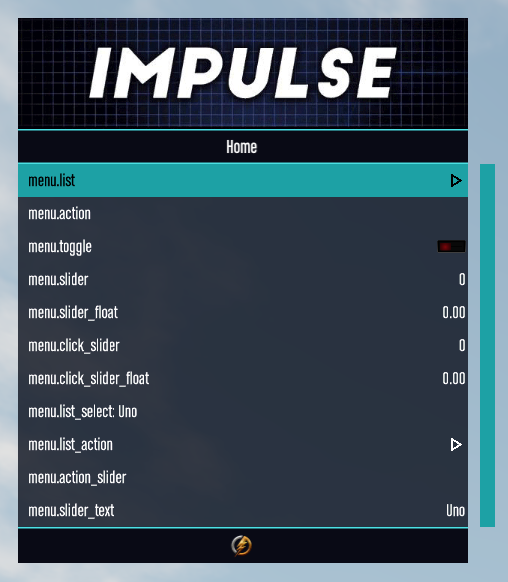 IMPULSE
Home
menu.list
menu.action
menu.toggle
menu.slider 0
menu.slider_float 0.00
menu.click_slider 0
menu.click_slider_float 0.00
menu.list_select: Uno
menu.list_action
menu.action_slider
menu.slider_text Uno